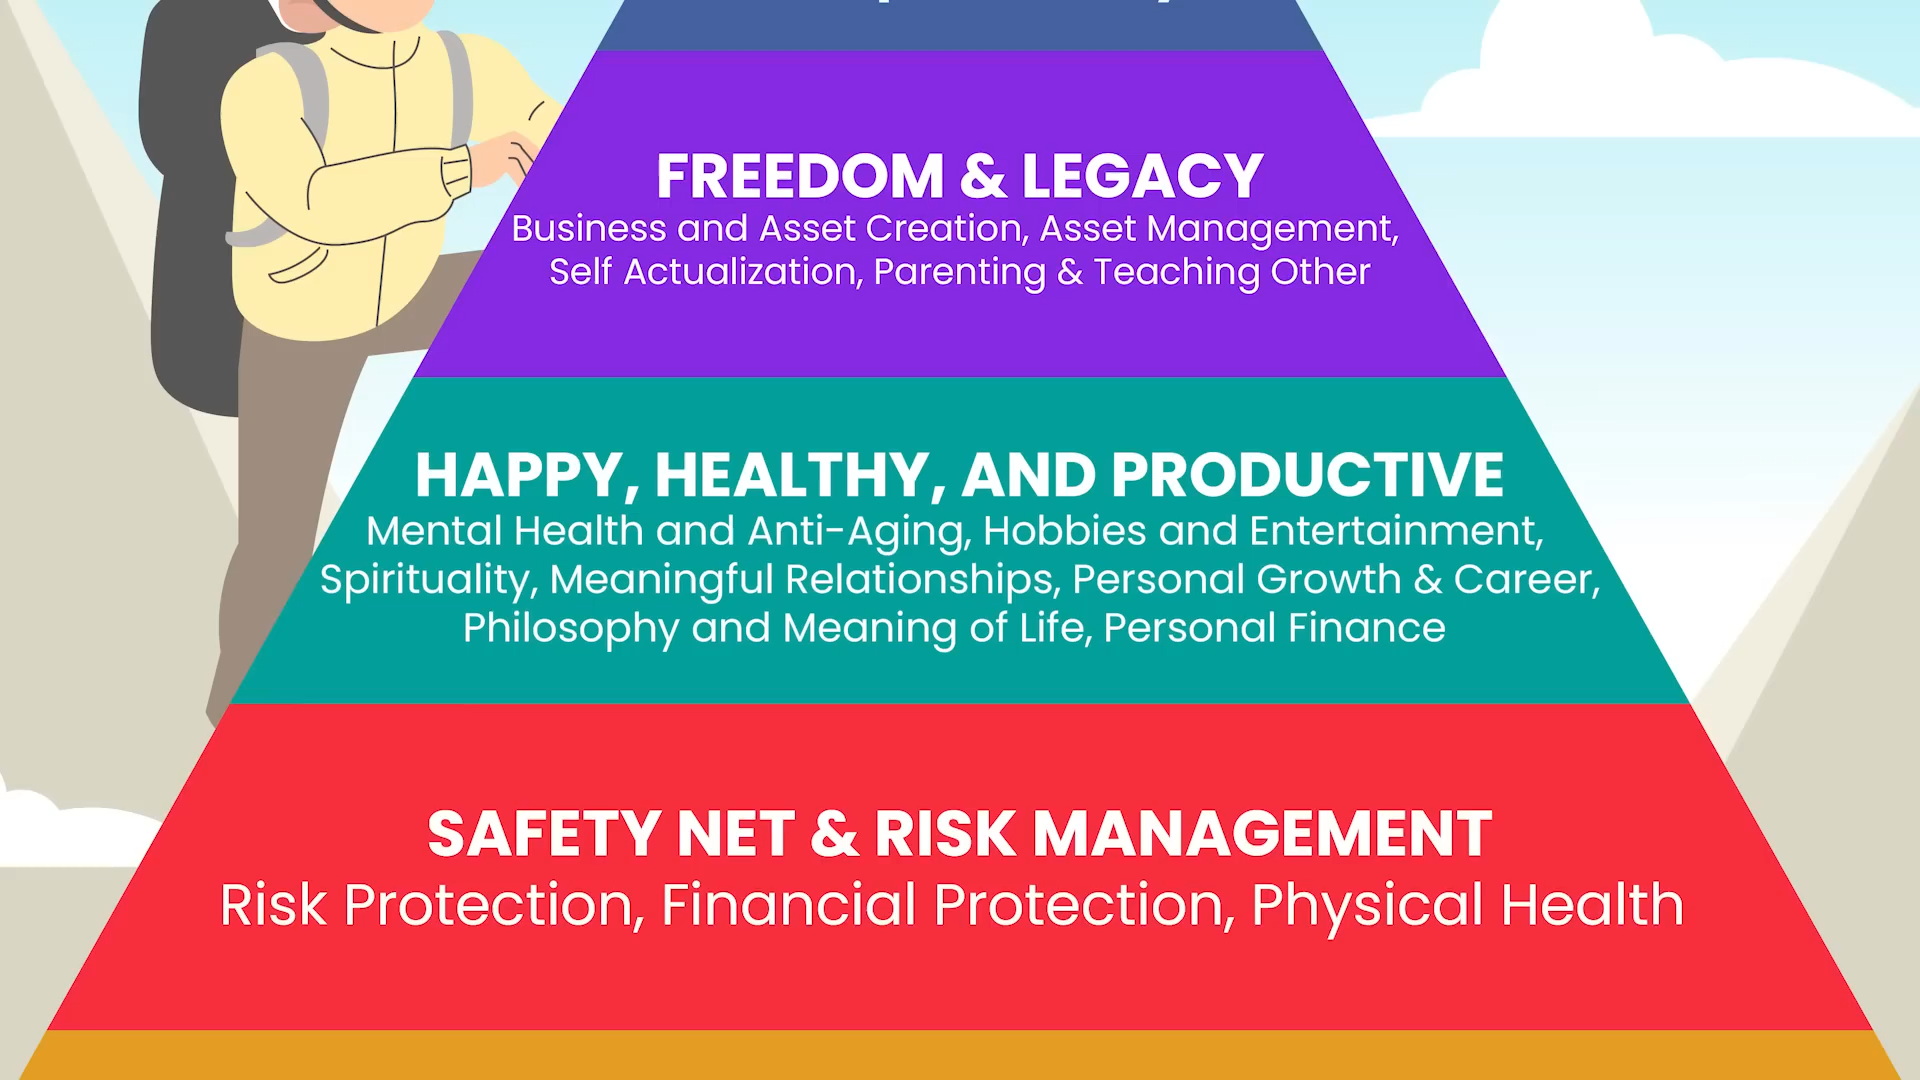 FREEDOM & LEGACY
Business and Asset Creation, Asset Management,
Self Actualization, Parenting & Teaching Other
HAPPY, HEALTHY, AND PRODUCTIVE
Mental Health and Anti-Aging, Hobbies and Entertainment,
Spirituality, Meaningful Relationships, Personal Growth & Career,
Philosophy and Meaning of Life, Personal Finance
SAFETY NET & RISK MANAGEMENT
Risk Protection, Financial Protection, Physical Health